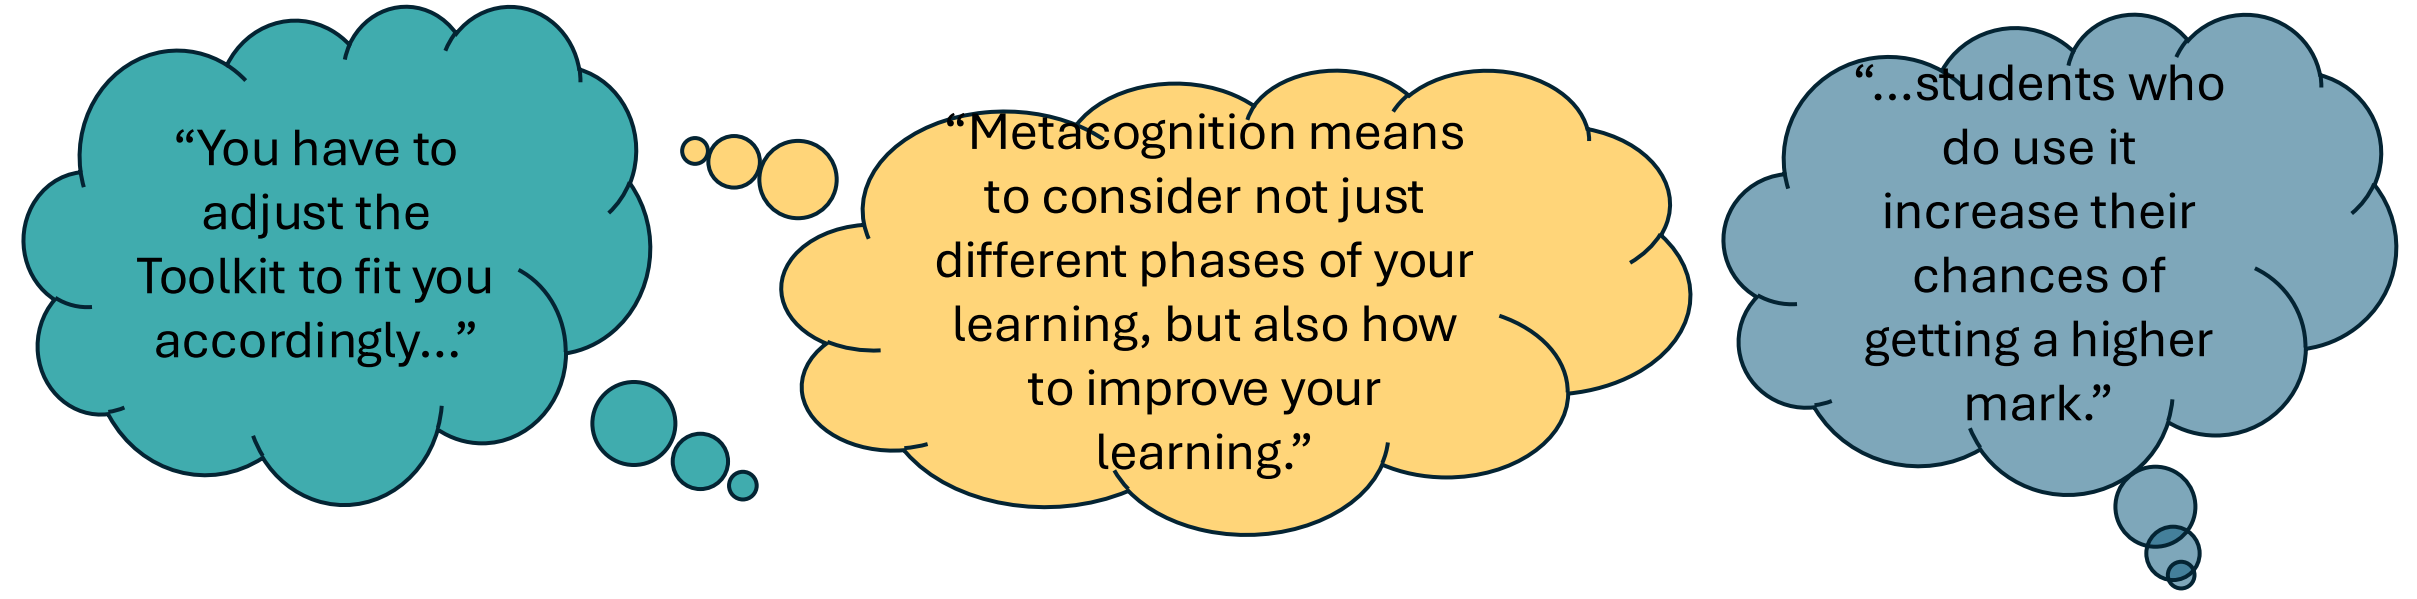 “You have to
adjust the
Toolkit to fit you
accordingly...”
“Metacognition means
to consider not just
different phases of your
learning, but also how
to improve your
learning.”
“...students who
do use it
increase their
chances of
getting a higher
mark.”